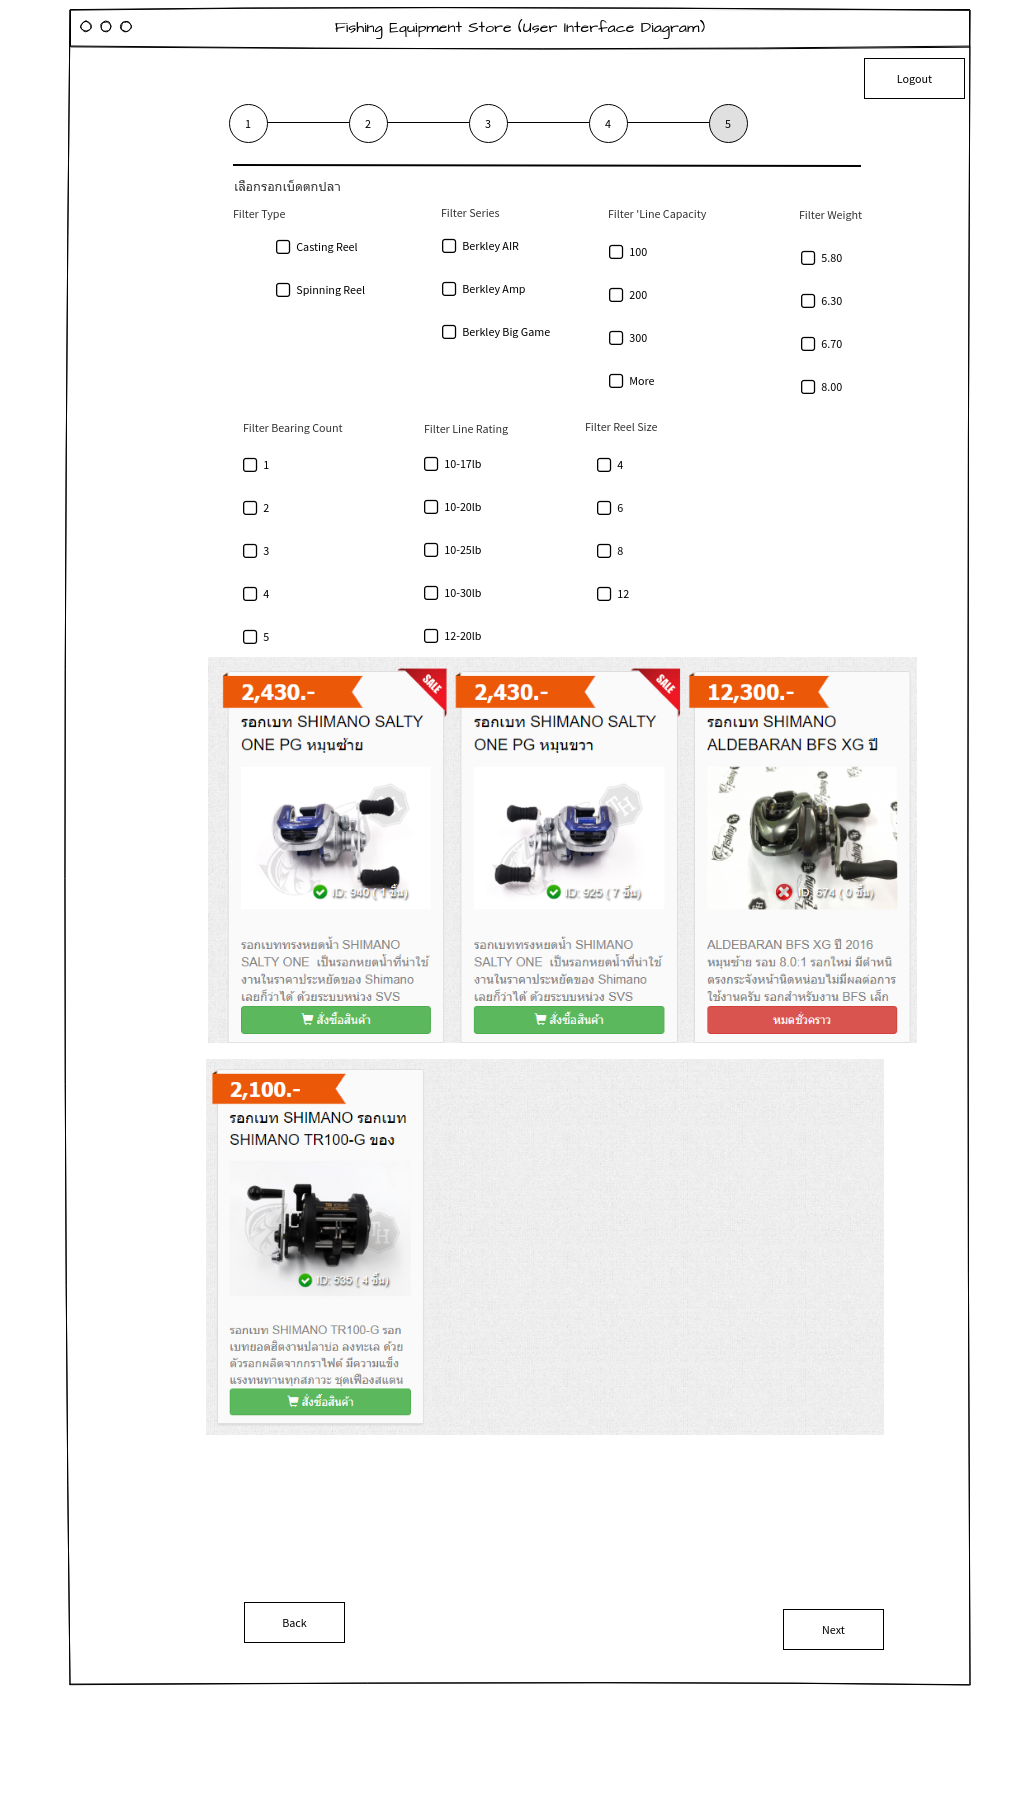 Fishing Equipment Store (User Interface Diagram)
Logout
1 2 3 4 5
เลือกรอกเบ็ดตกปลา
Filter Type
Casting Reel
Spinning Reel
Filter Series
Berkley AIR
Berkley Amp
Berkley Big Game
Filter 'Line Capacity
100
200
300
More
Filter Weight
5.80
6.30
6.70
8.00
Filter Bearing Count
1
2
3
4
5
Filter Line Rating
10-17lb
10-20lb
10-25lb
10-30lb
12-20lb
Filter Reel Size
4
6
8
12
2,430.-
SALE
รอกเบท SHIMANO SALTY
ONE PG หมุนซ้าย
ID: 940 ( 1 ชิ้น)
รอกเบททรงหยดน้ำ SHIMANO
SALTY ONE เป็นรอกหยดน้ำที่น่าใช้
งานในราคาประหยัดของ Shimano
เลยก็ว่าได้ ด้วยระบบหน่วง SVS
สั่งซื้อสินค้า
2,430.-
SALE
รอกเบท SHIMANO SALTY
ONE PG หมุนขวา
TH
ID: 925 ( 7 ชิ้น)
รอกเบททรงหยดน้ำ SHIMANO
SALTY ONE เป็นรอกหยดน้ำที่น่าใช้
งานในราคาประหยัดของ Shimano
เลยก็ว่าได้ ด้วยระบบหน่วง SVS
สั่งซื้อสินค้า
12,300.-
รอกเบท SHIMANO
ALDEBARAN BFS XG ปี
ID: 674 ( 0 ชิ้น)
ALDEBARAN BFS XG ปี 2016
หมุนซ้าย รอบ 8.0:1 รอกใหม่ มีตำหนิ
ตรงกระจังหน้านิดหน่อยไม่มีผลต่อการ
ใช้งานครับ รอกสำหรับงาน BFS เล็ก
หมดชั่วคราว
2,100.-
รอกเบท SHIMANO รอกเบท
SHIMANO TR100-G ของ
ID: 535 ( 4 ชิ้น)
รอกเบท SHIMANO TR100-G รอก
เบทยอดฮิตงานปลาบ่อ ลงทะเล ด้วย
ตัวรอกผลิตจากกราไฟต์ มีความแข็ง
แรงทนทานทุกสภาวะ ชุดเฟืองสแตน
สั่งซื้อสินค้า
Back
Next